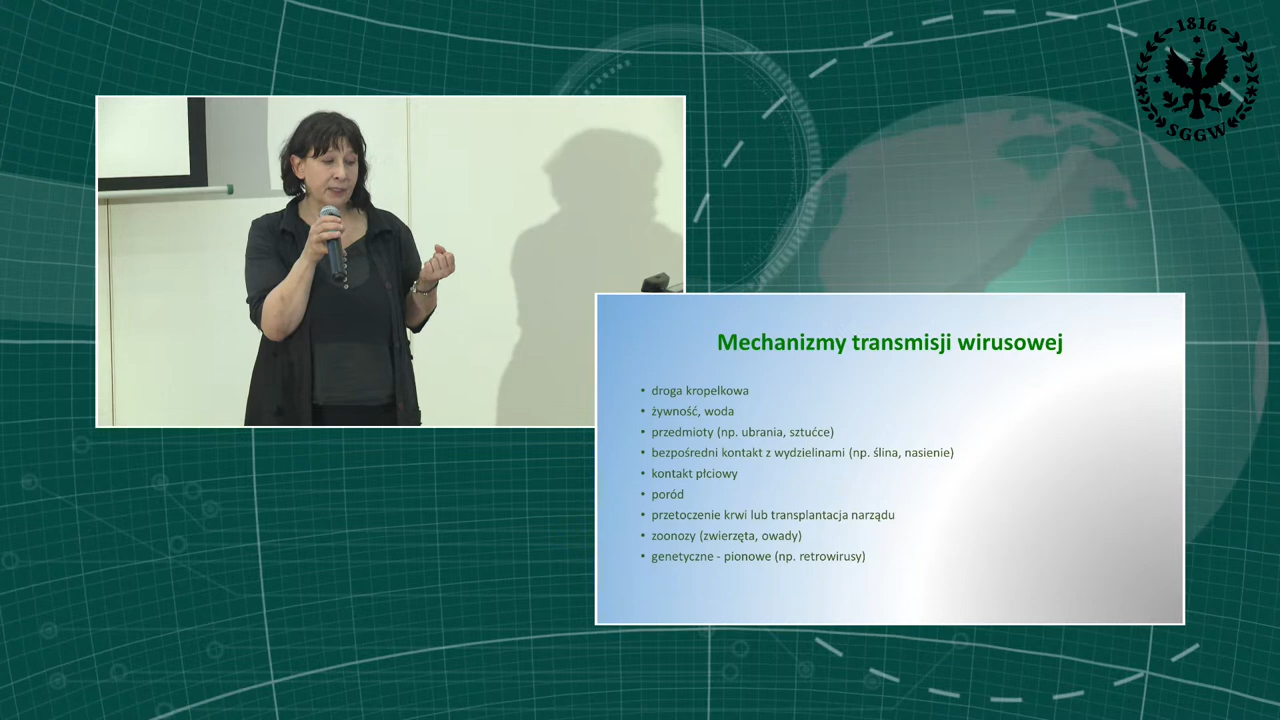 1816
SGGW
Mechanizmy transmisji wirusowej
• droga kropelkowa
• żywność, woda
• przedmioty (np. ubrania, sztućce)
• bezpośredni kontakt z wydzielinami (np. ślina, nasienie)
• kontakt płciowy
• poród
• przetoczenie krwi lub transplantacja narządu
• zoonozy (zwierzęta, owady)
• genetyczne - pionowe (np. retrowirusy)